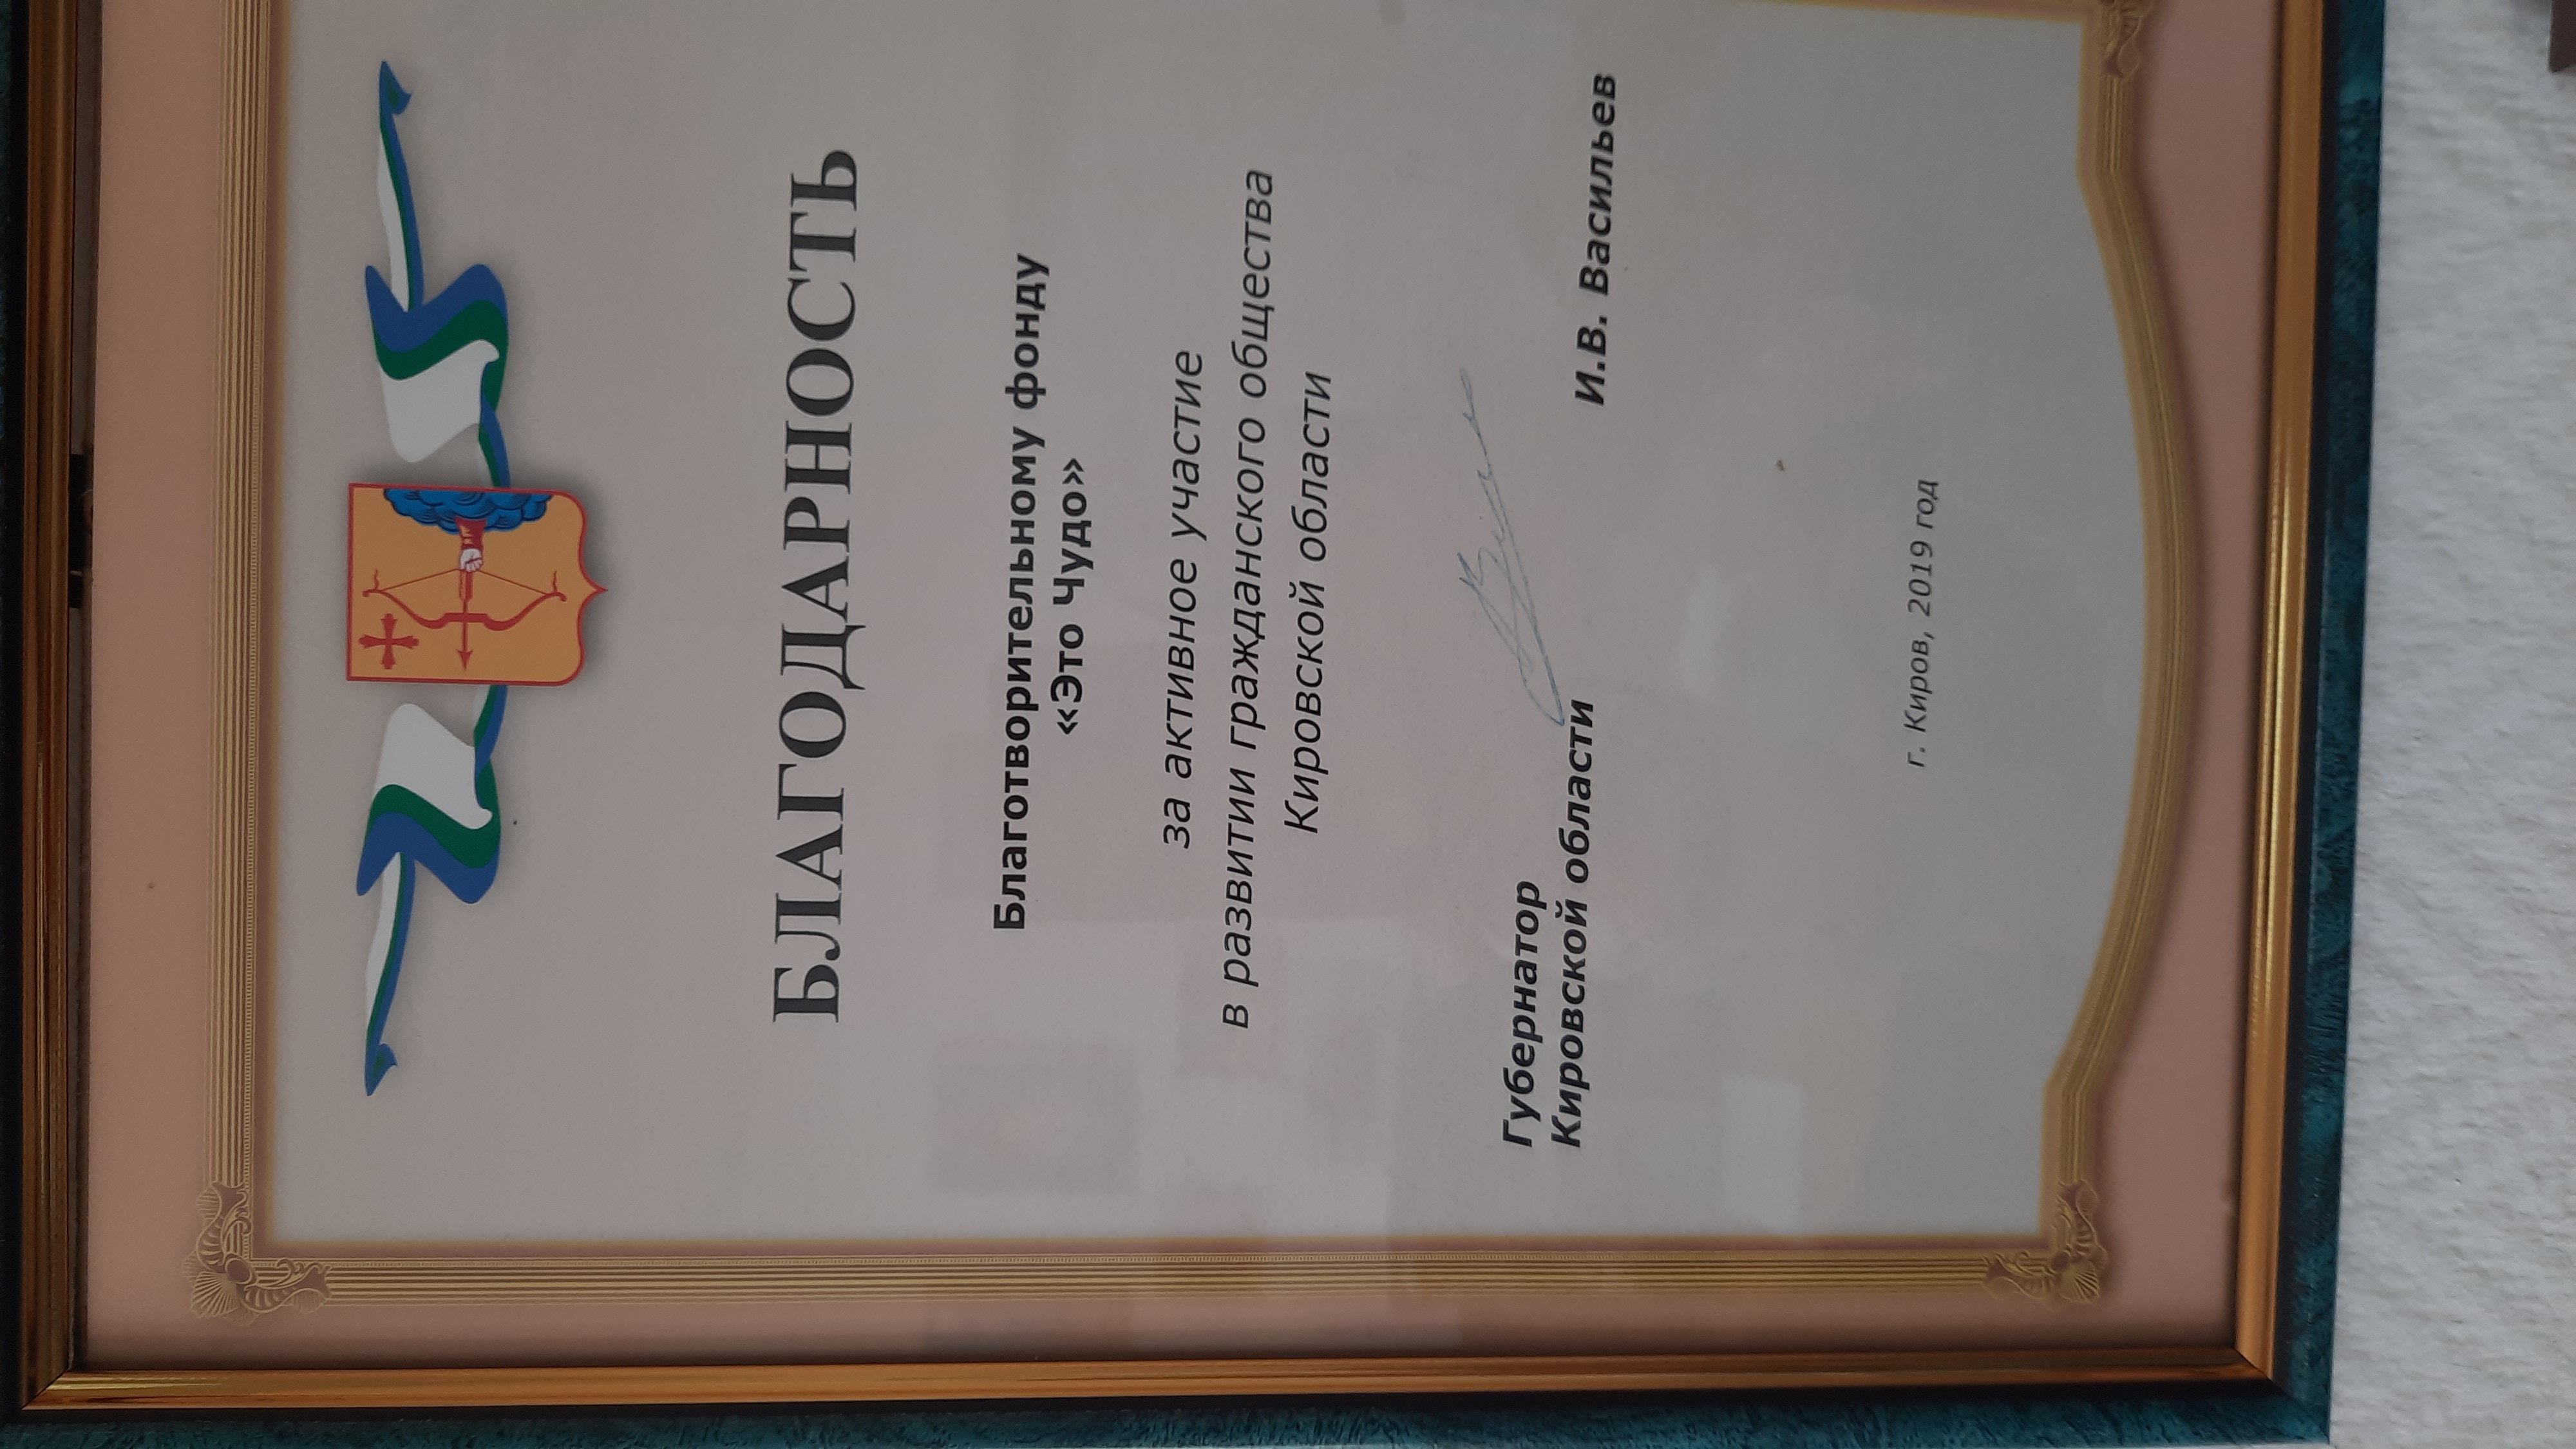 БЛАГОДАРНОСТЬ
Благотворительному фонду
«Это Чудо»
за активное участие
в развитии гражданского общества
Кировской области
Губернатор
Кировской области
И.В. Васильев
г. Киров, 2019 год